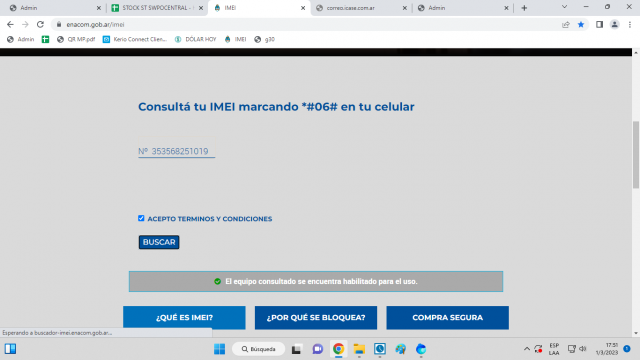 Admin
STOCK ST SWPOCENTRAL -
IMEI
correo.icase.com.ar
Admin
enacom.gob.ar/imei
Admin
QR MP.pdf
Kerio Connect Clien...
DOLAR HOY
IMEI
g30
Consultá tu IMEI marcando *#06# en tu celular
Nº 353568251019
ACEPTO TERMINOS Y CONDICIONES
BUSCAR
El equipo consultado se encuentra habilitado para el uso.
¿QUÉ ES IMEI?
¿POR QUÉ SE BLOQUEA?
COMPRA SEGURA
Esperando a buscador-imei.enacom.gob.ar...
Búsqueda
ESP
LAA
17:51
1/3/2023